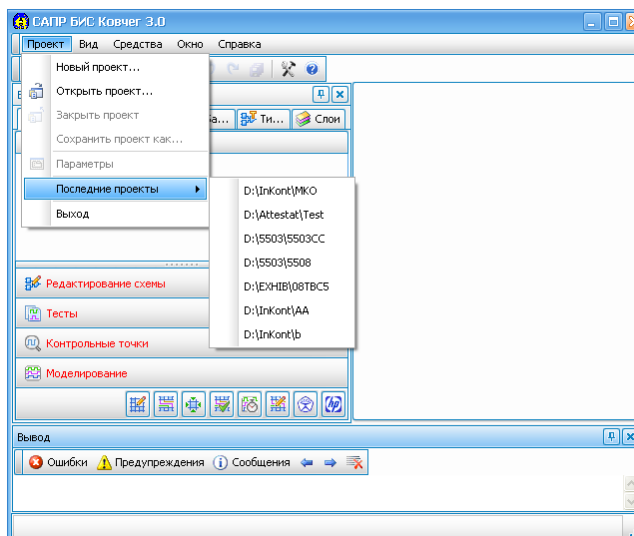 САПР БИС Ковчег 3.0
Проект Вид Средства Окно Справка
Новый проект...
Открыть проект...
Закрыть проект
Сохранить проект как...
Параметры
Последние проекты
Выход
Ти... Слои
D:\InKont\MKO
D:\Attestat\Test
D:\5503\5503CC
D:\5503\5508
D:\EXHIB\08TBC5
D:\InKont\AA
D:\InKont\b
Редактирование схемы
Тесты
Контрольные точки
Моделирование
Вывод
Ошибки Предупреждения Сообщения